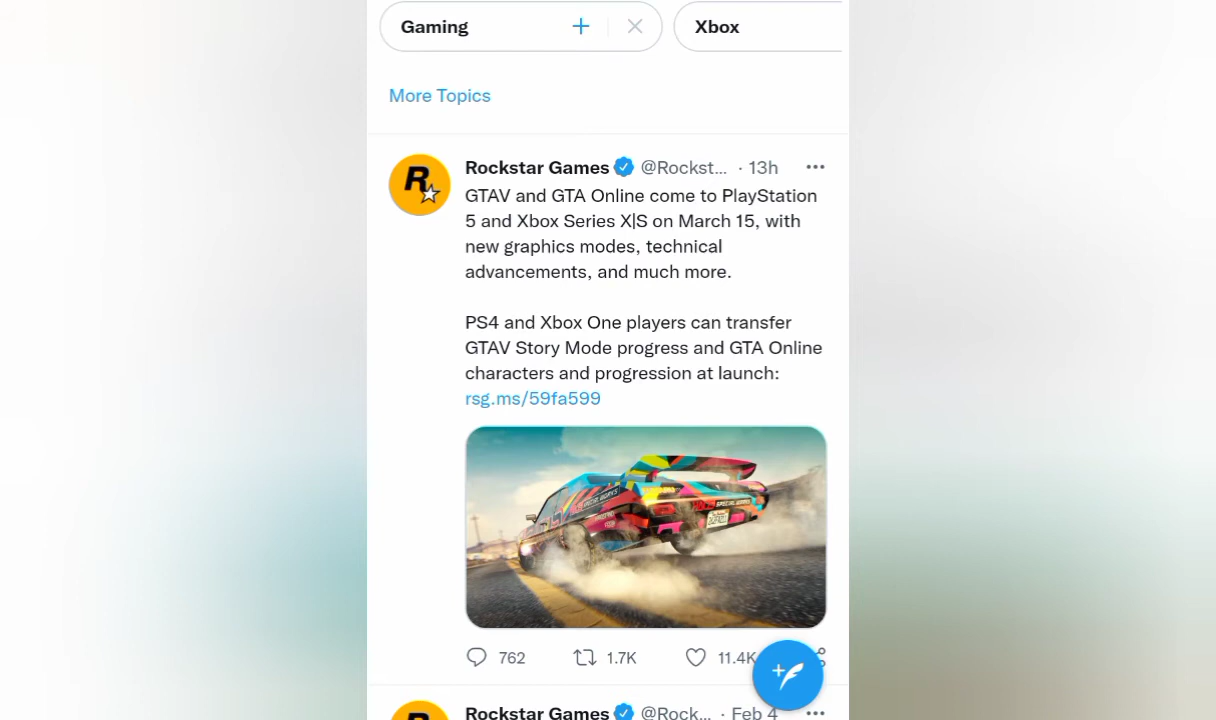 Gaming
Xbox
More Topics
Rockstar Games @Rockst... · 13h
GTAV and GTA Online come to PlayStation
5 and Xbox Series X|S on March 15, with
new graphics modes, technical
advancements, and much more.
PS4 and Xbox One players can transfer
GTAV Story Mode progress and GTA Online
characters and progression at launch:
rsg.ms/59fa599
762 1.7K 11.4K
Rockstar Games @Rock... · Feb 4